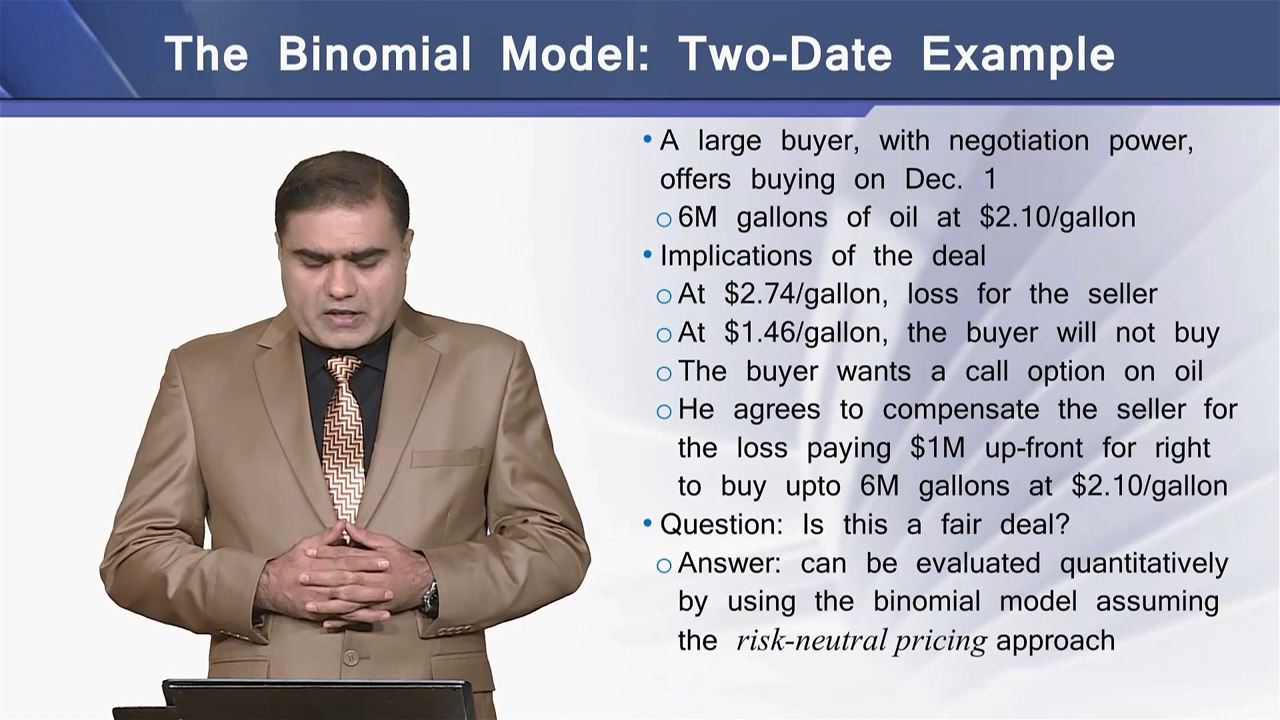 The Binomial Model: Two-Date Example
• A large buyer, with negotiation power,
offers buying on Dec. 1
○ 6M gallons of oil at $2.10/gallon
• Implications of the deal
○ At $2.74/gallon, loss for the seller
○ At $1.46/gallon, the buyer will not buy
○ The buyer wants a call option on oil
○ He agrees to compensate the seller for
the loss paying $1M up-front for right
to buy upto 6M gallons at $2.10/gallon
• Question: Is this a fair deal?
○ Answer: can be evaluated quantitatively
by using the binomial model assuming
the risk-neutral pricing approach